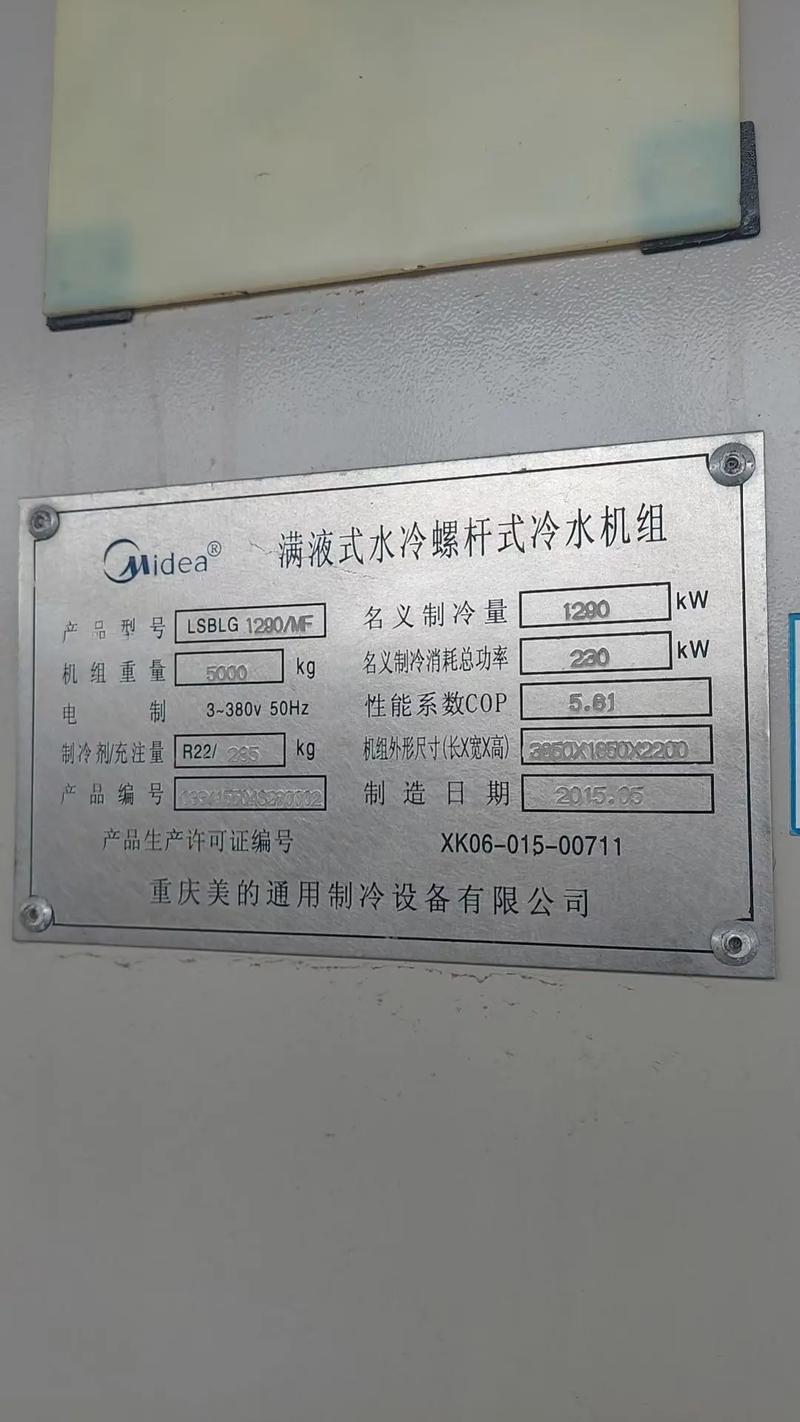 Midea® 满液式水冷螺杆式冷水机组
产品型号 LSBLG 1290/MF 名义制冷量 1290 kW
机组重量 5000 kg 名义制冷消耗总功率 230 kW
电制 3~380v 50Hz 性能系数COP 5.61
制冷剂/充注量 R22/ 285 kg 机组外形尺寸(长X宽X高) 3850X1850X2200
产品编号 制造日期 2015.05
产品生产许可证编号 XK06-015-00711
重庆美的通用制冷设备有限公司